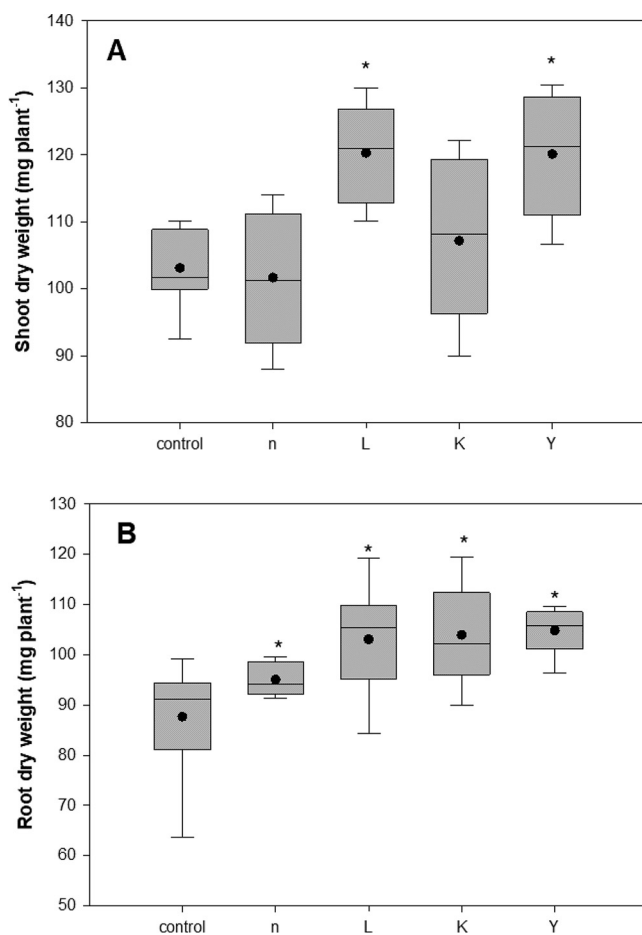 A
Shoot dry weight (mg plant⁻¹)
140
130
120
110
100
90
80
* *
control n L K Y
B
Root dry weight (mg plant⁻¹)
130
120
110
100
90
80
70
60
50
* * * *
control n L K Y